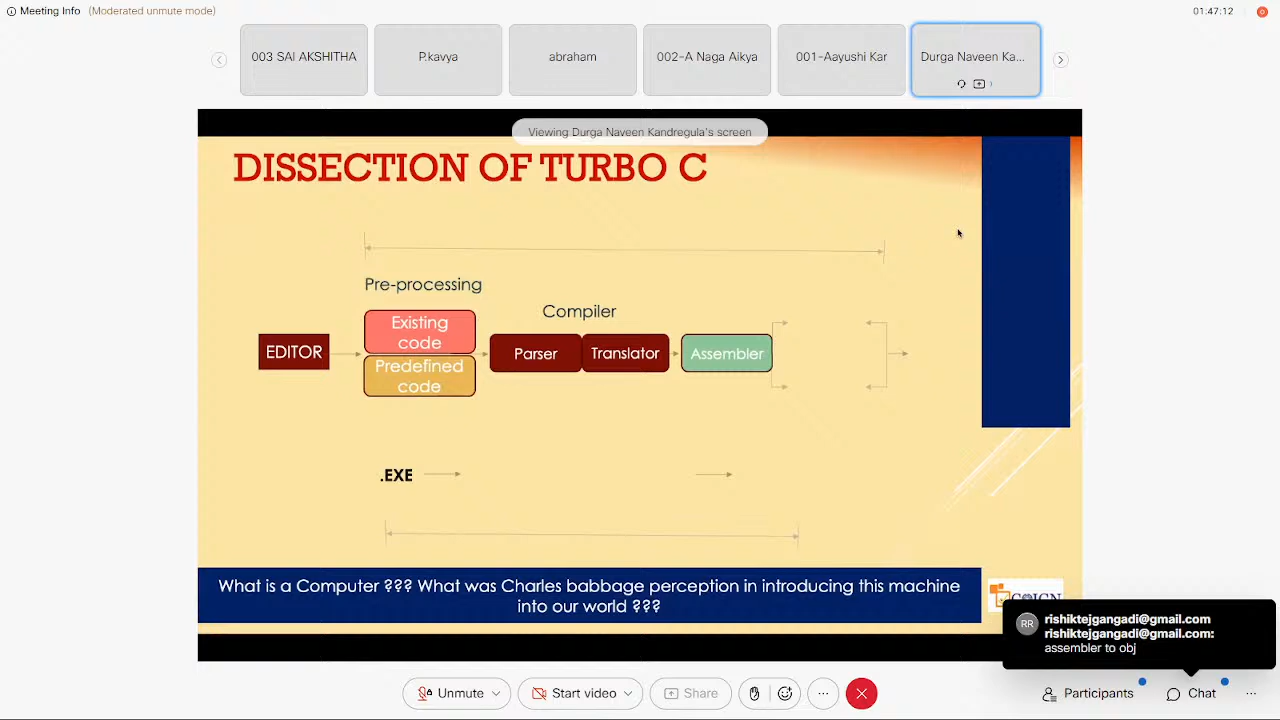 Meeting Info (Moderated unmute mode)
01:47:12
003 SAI AKSHITHA
P.kavya
abraham
002-A Naga Aikya
001-Aayushi Kar
Durga Naveen Ka...
Viewing Durga Naveen Kandregula's screen
DISSECTION OF TURBO C
Pre-processing
Compiler
EDITOR
Existing
code
Predefined
code
Parser
Translator
Assembler
.EXE
What is a Computer ??? What was Charles babbage perception in introducing this machine
into our world ???
RR
rishiktejgangadi@gmail.com
rishiktejgangadi@gmail.com:
assembler to obj
Unmute
Start video
Share
Participants
Chat